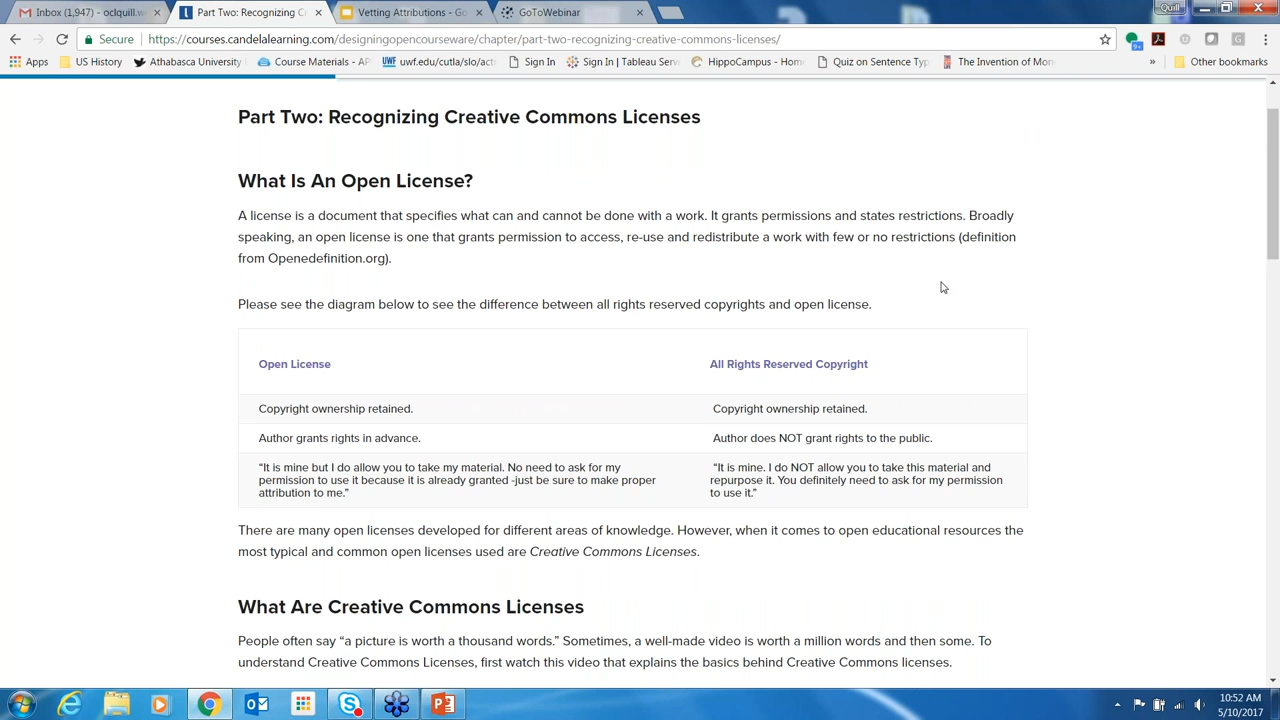 Inbox (1,947) - oclquill.w
Part Two: Recognizing C
Vetting Attributions - Go
GoToWebinar
Quill
Secure
https://courses.candelalearning.com/designingopencourseware/chapter/part-two-recognizing-creative-commons-licenses/
9+
Apps
US History
Athabasca University
Course Materials - AP
UWF
uwf.edu/cutla/slo/act
Sign In
Sign In | Tableau Serv
HippoCampus - Hom
Quiz on Sentence Typ
The Invention of Mon
»
Other bookmarks
Part Two: Recognizing Creative Commons Licenses
What Is An Open License?
A license is a document that specifies what can and cannot be done with a work. It grants permissions and states restrictions. Broadly
speaking, an open license is one that grants permission to access, re-use and redistribute a work with few or no restrictions (definition
from Openedefinition.org).
Please see the diagram below to see the difference between all rights reserved copyrights and open license.
Open License
All Rights Reserved Copyright
Copyright ownership retained.
Copyright ownership retained.
Author grants rights in advance.
Author does NOT grant rights to the public.
“It is mine but I do allow you to take my material. No need to ask for my
permission to use it because it is already granted -just be sure to make proper
attribution to me.”
“It is mine. I do NOT allow you to take this material and
repurpose it. You definitely need to ask for my permission
to use it.”
There are many open licenses developed for different areas of knowledge. However, when it comes to open educational resources the
most typical and common open licenses used are Creative Commons Licenses.
What Are Creative Commons Licenses
People often say “a picture is worth a thousand words.” Sometimes, a well-made video is worth a million words and then some. To
understand Creative Commons Licenses, first watch this video that explains the basics behind Creative Commons licenses.
10:52 AM
5/10/2017